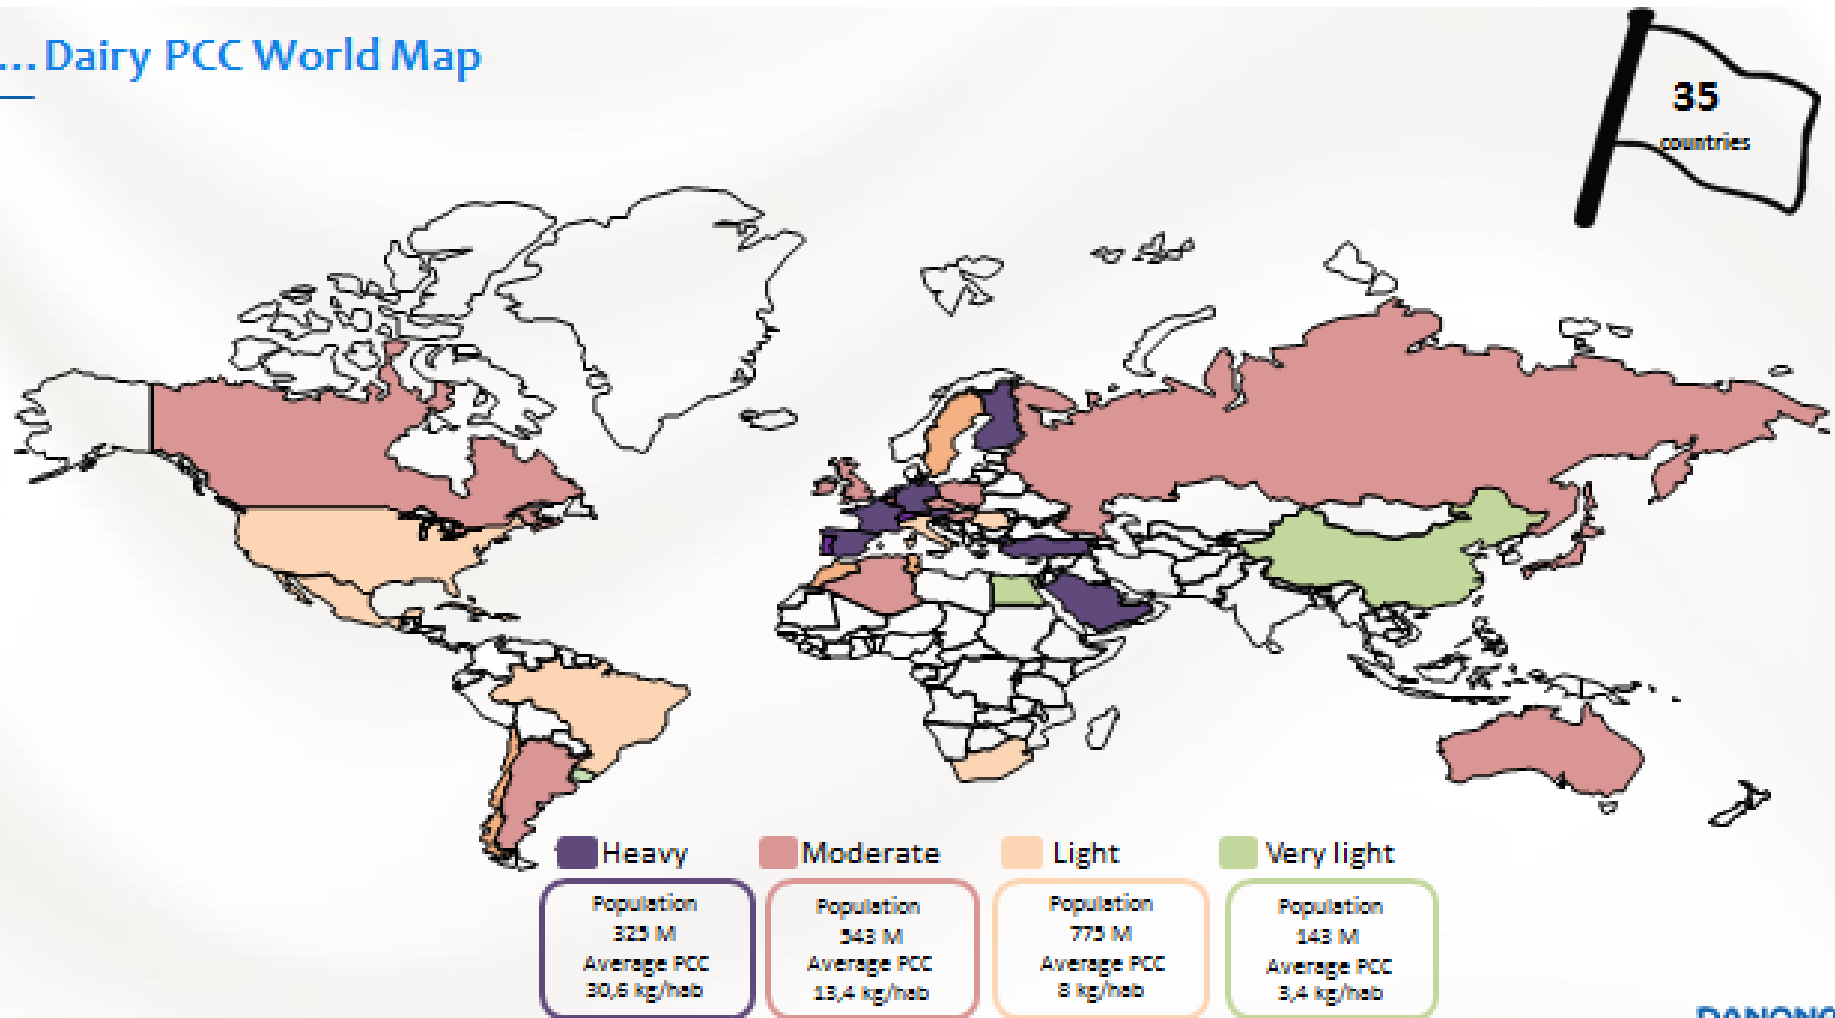 ...Dairy PCC World Map
35
countries
Heavy
Moderate
Light
Very light
Population
325 M
Average PCC
30,6 kg/hab
Population
543 M
Average PCC
13,4 kg/hab
Population
775 M
Average PCC
8 kg/hab
Population
143 M
Average PCC
3,4 kg/hab